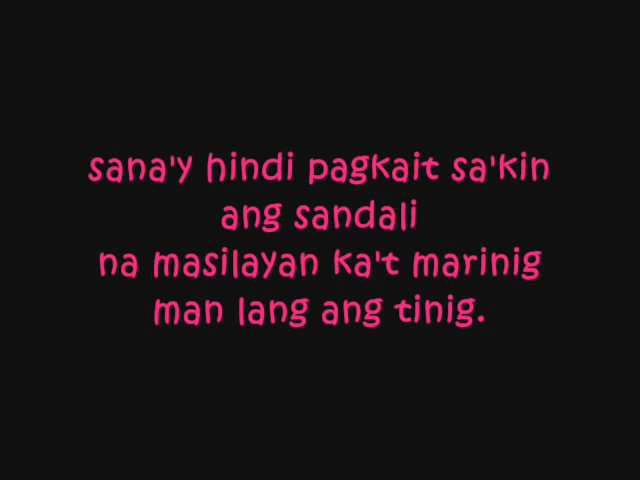 sana'y hindi pagkait sa'kin
ang sandali
na masilayan ka't marinig
man lang ang tinig.